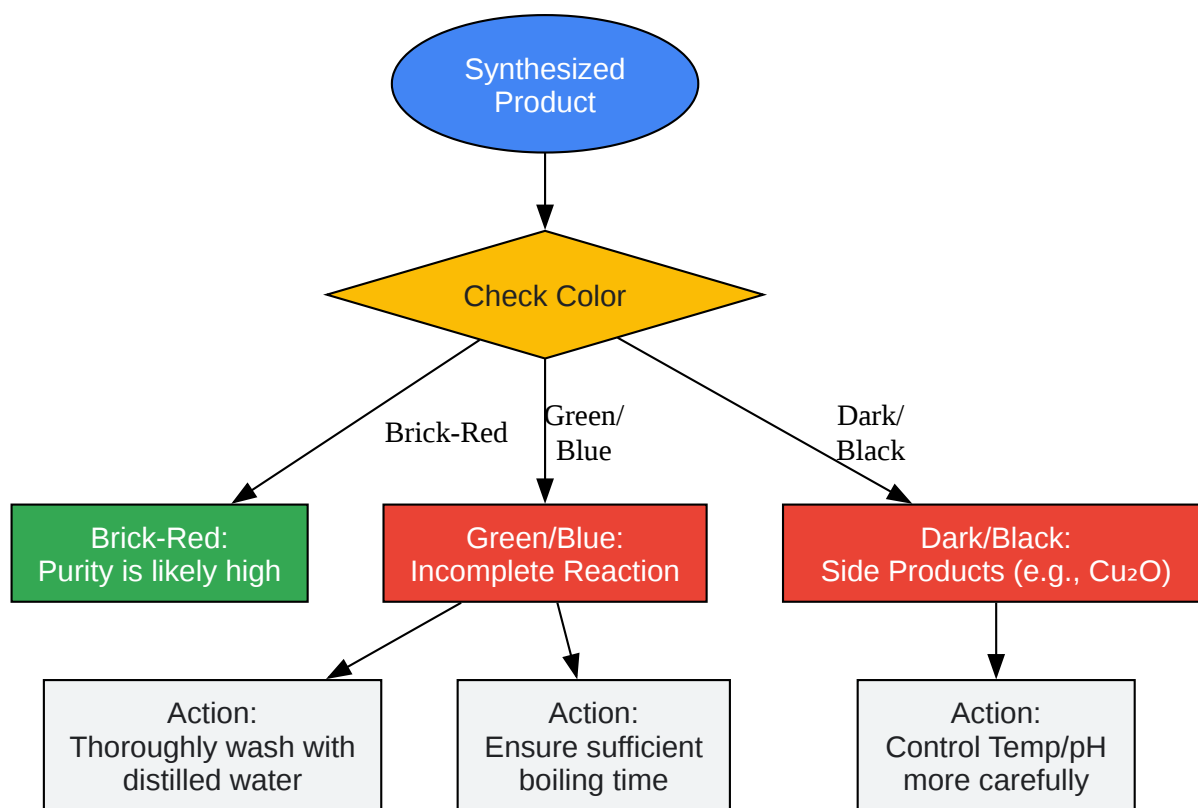 Synthesized
Product
Check Color
Brick-Red
Green/
Blue
Dark/
Black
Brick-Red:
Purity is likely high
Green/Blue:
Incomplete Reaction
Dark/Black:
Side Products (e.g., Cu₂O)
Action:
Thoroughly wash with
distilled water
Action:
Ensure sufficient
boiling time
Action:
Control Temp/pH
more carefully